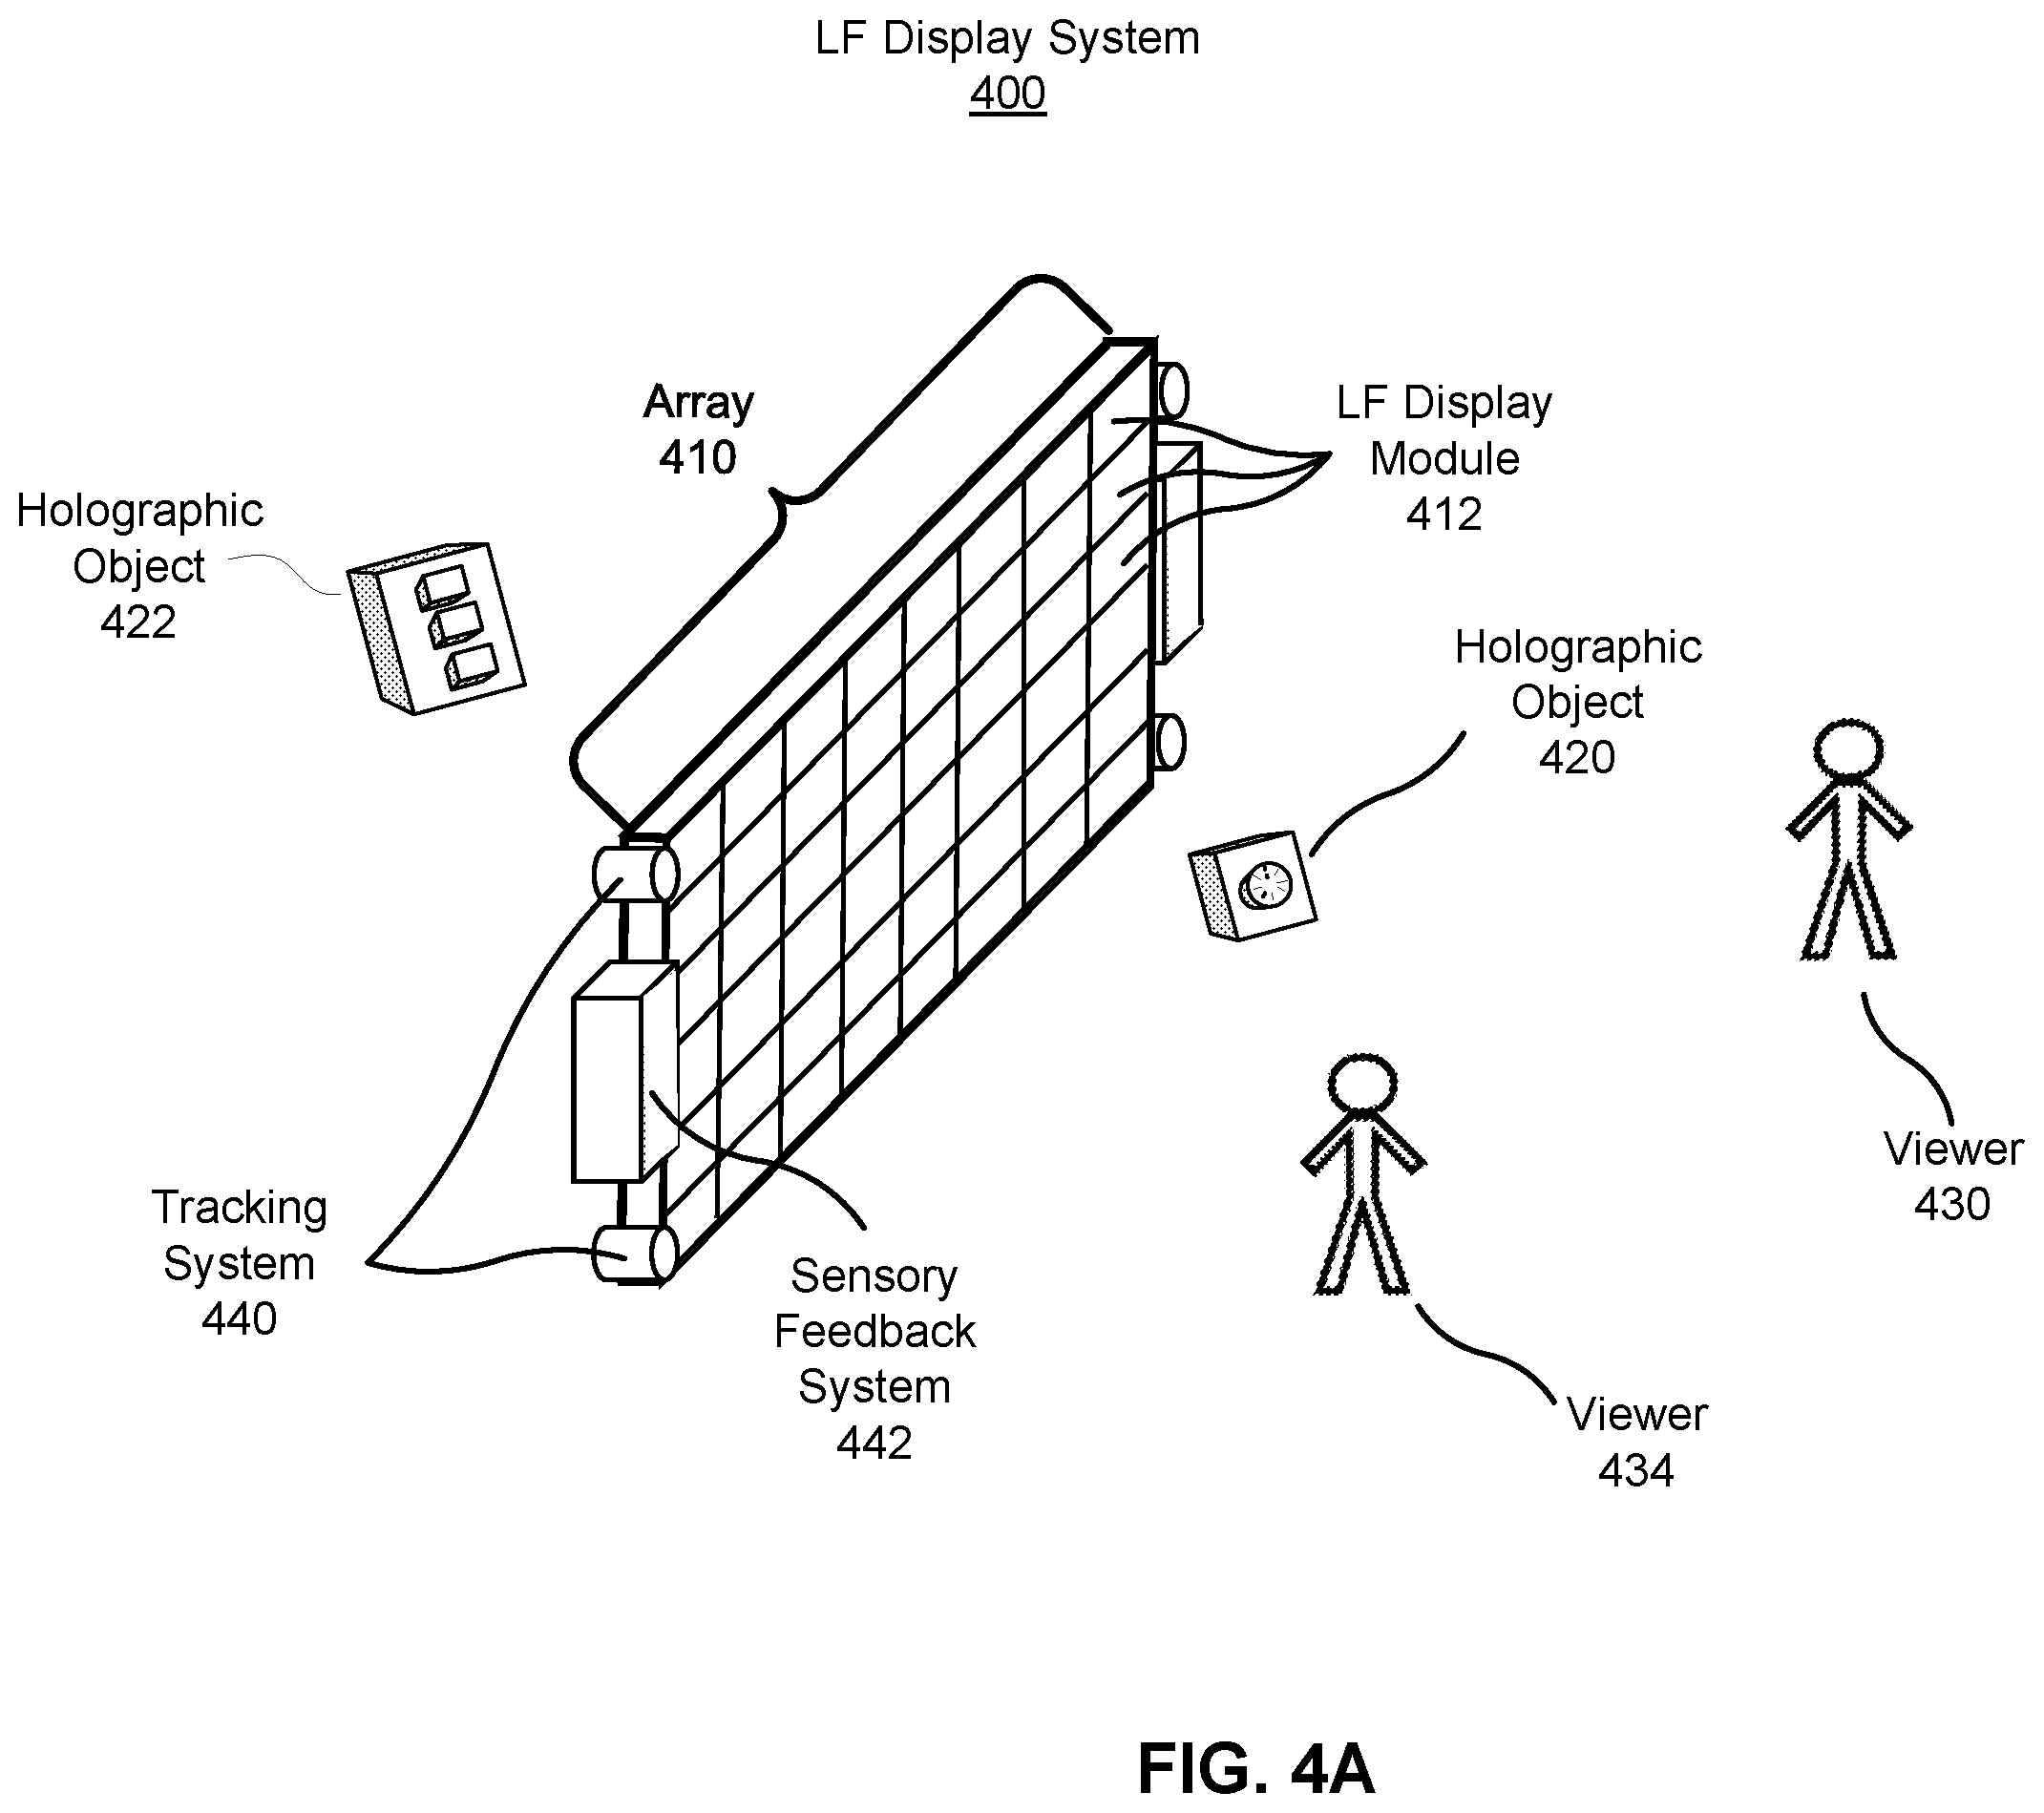 LF Display System
400
Array
410
LF Display
Module
412
Holographic
Object
422
Holographic
Object
420
Viewer
430
Tracking
System
440
Sensory
Feedback
System
442
Viewer
434
FIG. 4A